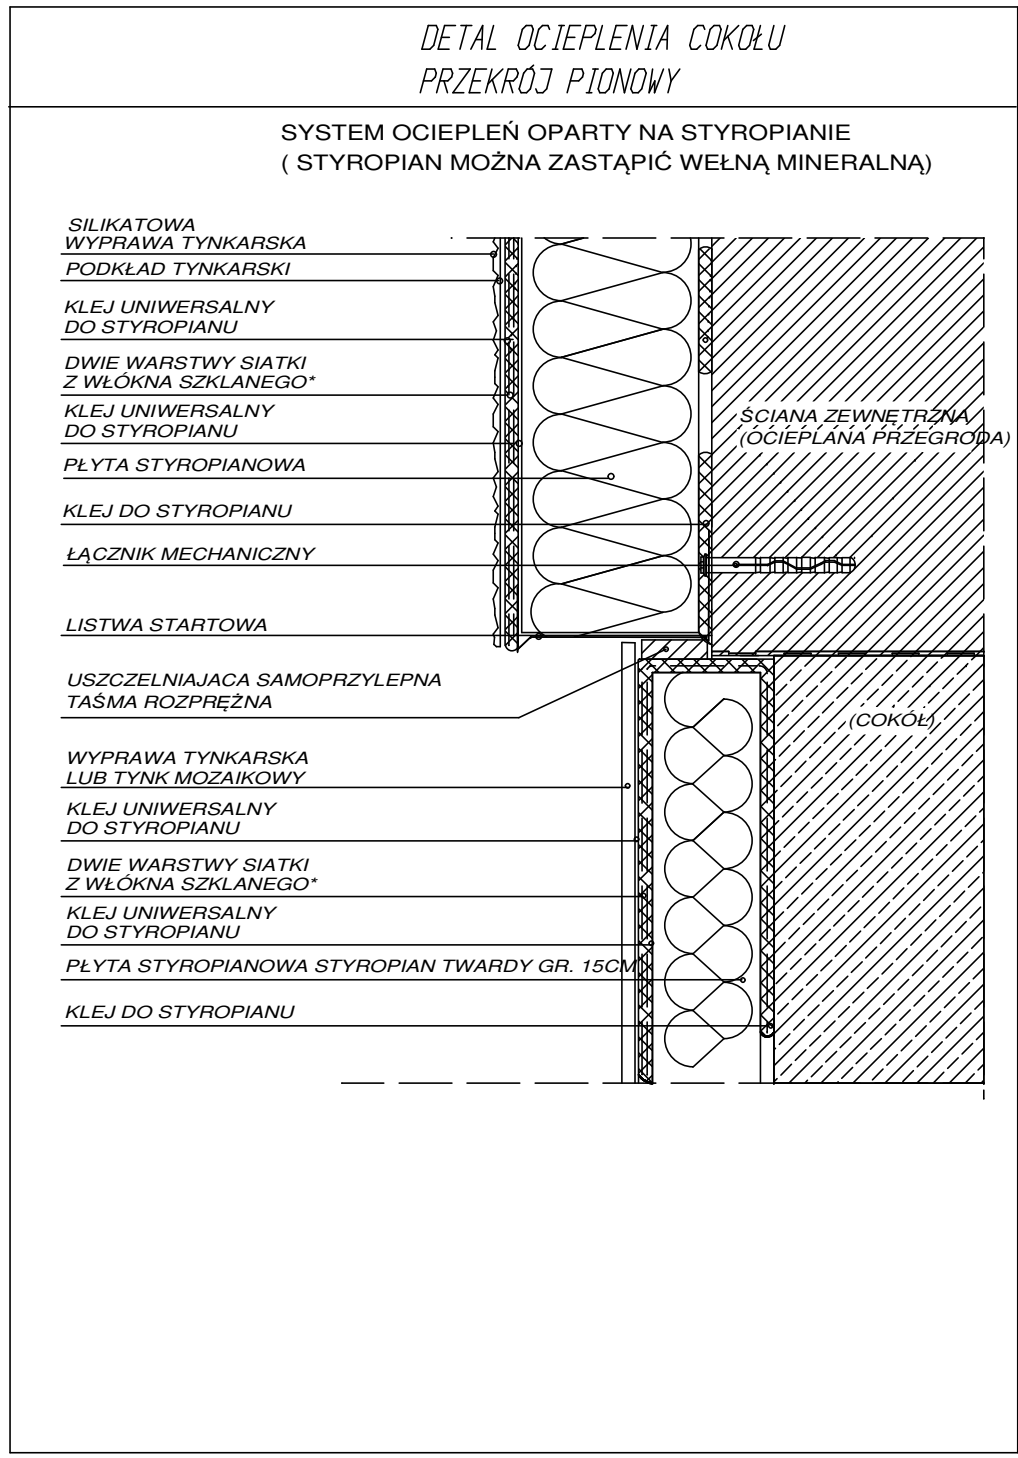 DETAL OCIEPLENIA COKOŁU
PRZEKRÓJ PIONOWY
SYSTEM OCIEPLEŃ OPARTY NA STYROPIANIE
( STYROPIAN MOŻNA ZASTĄPIĆ WEŁNĄ MINERALNĄ)
SILIKATOWA
WYPRAWA TYNKARSKA
PODKŁAD TYNKARSKI
KLEJ UNIWERSALNY
DO STYROPIANU
DWIE WARSTWY SIATKI
Z WŁÓKNA SZKLANEGO*
KLEJ UNIWERSALNY
DO STYROPIANU
PŁYTA STYROPIANOWA
KLEJ DO STYROPIANU
ŁĄCZNIK MECHANICZNY
LISTWA STARTOWA
USZCZELNIAJACA SAMOPRZYLEPNA
TAŚMA ROZPRĘŻNA
WYPRAWA TYNKARSKA
LUB TYNK MOZAIKOWY
KLEJ UNIWERSALNY
DO STYROPIANU
DWIE WARSTWY SIATKI
Z WŁÓKNA SZKLANEGO*
KLEJ UNIWERSALNY
DO STYROPIANU
PŁYTA STYROPIANOWA STYROPIAN TWARDY GR. 15CM
KLEJ DO STYROPIANU
ŚCIANA ZEWNĘTRZNA
(OCIEPLANA PRZEGRODA)
(COKÓŁ)